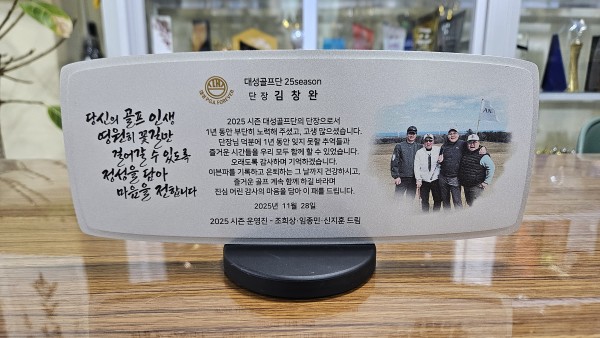 당신의 골프 인생
영원히 꽃길만
걸어갈 수 있도록
정성을 담아
마음을 전합니다
PGA FOREVER
대성골프단 25season
단 장 김 창 완
2025 시즌 대성골프단의 단장으로서
1년 동안 부단히 노력해 주셨고, 고생 많으셨습니다.
단장님 덕분에 1년 동안 잊지 못할 추억들과
즐거운 시간들을 우리 모두 함께 할 수 있었습니다.
오래도록 감사하며 기억하겠습니다.
이븐파를 기록하고 은퇴하는 그 날까지 건강하시고,
즐거운 골프 계속 함께 하길 바라며
진심 어린 감사의 마음을 담아 이 패를 드립니다.
2025년 11월 28일
2025 시즌 운영진 - 조희상·임종민·신지훈 드림